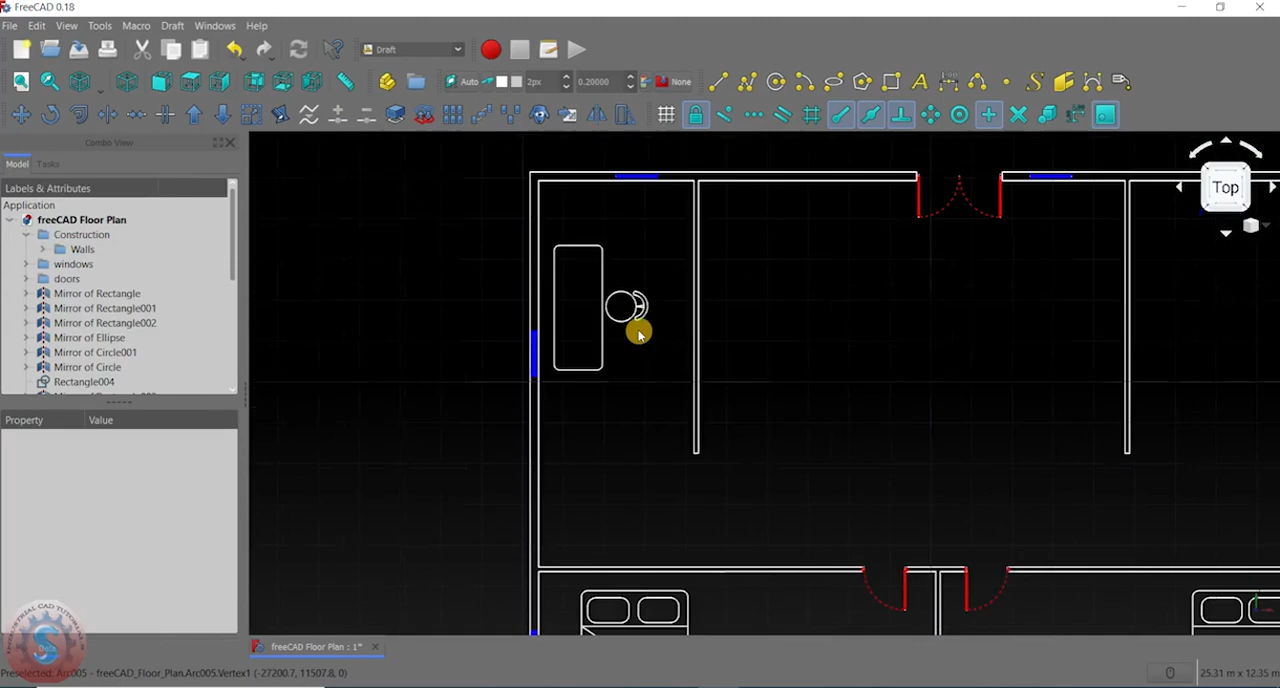 FreeCAD 0.18
File Edit View Tools Macro Draft Windows Help
Draft
Auto 2px 0.20000 None
Combo View
Model Tasks
Labels & Attributes
Application
freeCAD Floor Plan
Construction
Walls
windows
doors
Mirror of Rectangle
Mirror of Rectangle001
Mirror of Rectangle002
Mirror of Ellipse
Mirror of Circle001
Mirror of Circle
Rectangle004
Property Value
Top
INDUSTRIAL CAD TUTORIALS
freeCAD Floor Plan : 1*
Preselected: Arc005 - freeCAD_Floor_Plan.Arc005.Vertex1 (-27200.7, 11507.8, 0)
25.31 m x 12.35 m